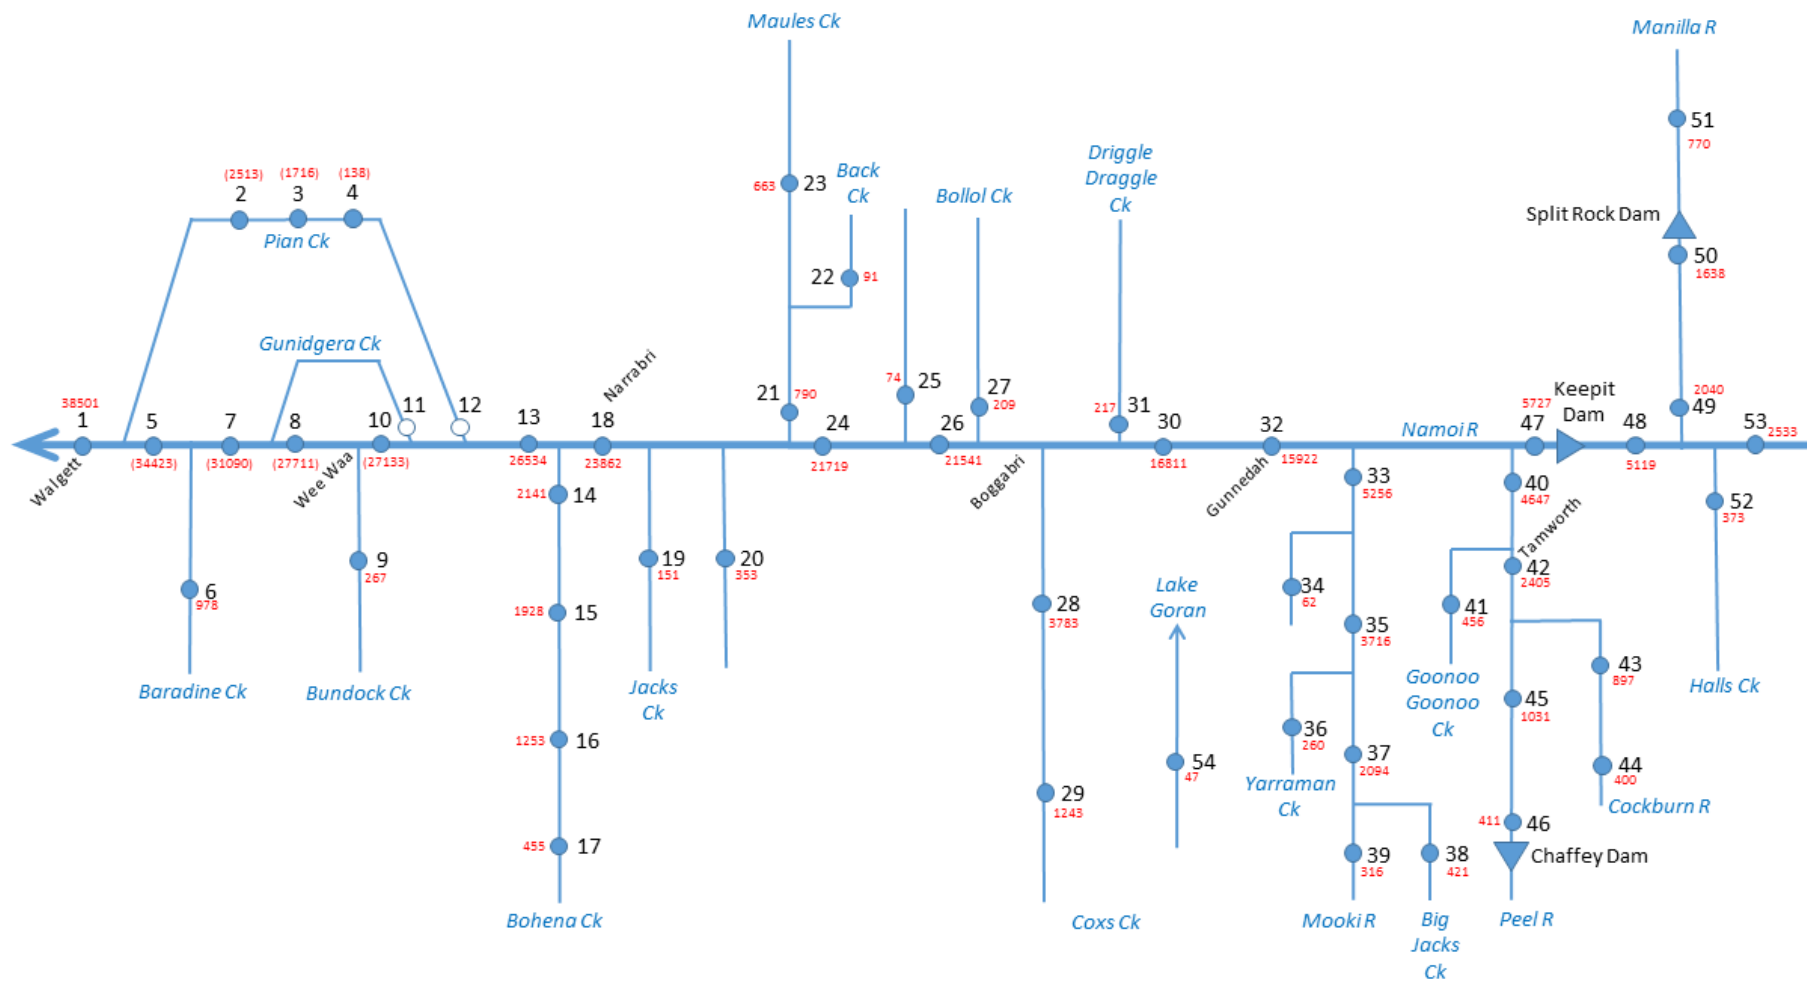 Maules Ck
Manilla R
51
770
Driggle
Draggle
Ck
Back
Ck
(2513)
(1716)
(138)
2
3
4
663
23
Bollol Ck
Split Rock Dam
Pian Ck
22
91
50
1638
Gunidgera Ck
Narrabri
74
25
27
209
217
31
Keepit
Dam
2040
49
38501
1
5
7
8
10
11
12
13
18
21
790
24
26
30
32
Namoi R
5727
47
48
53
2533
(34423)
(31090)
(27711)
(27133)
26534
23862
21719
21541
16811
15922
5119
Walgett
Wee Waa
Boggabri
Gunnedah
2141
14
33
5256
40
4647
52
373
Tamworth
6
978
9
267
19
151
20
353
34
62
42
2405
28
3783
Lake
Goran
41
456
1928
15
35
3716
Baradine Ck
Bundock Ck
Jacks
Ck
Goonoo
Goonoo
Ck
43
897
Halls Ck
45
1031
1253
16
36
260
37
2094
54
47
44
400
29
1243
Yarraman
Ck
Cockburn R
411
46
455
17
39
316
38
421
Chaffey Dam
Bohena Ck
Coxs Ck
Mooki R
Big
Jacks
Ck
Peel R